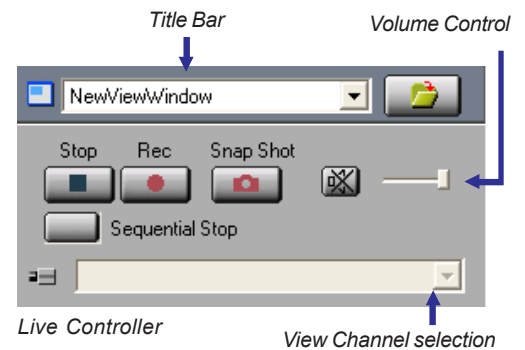 Title Bar
Volume Control
NewViewWindow
Stop Rec Snap Shot
Sequential Stop
Live Controller
View Channel selection